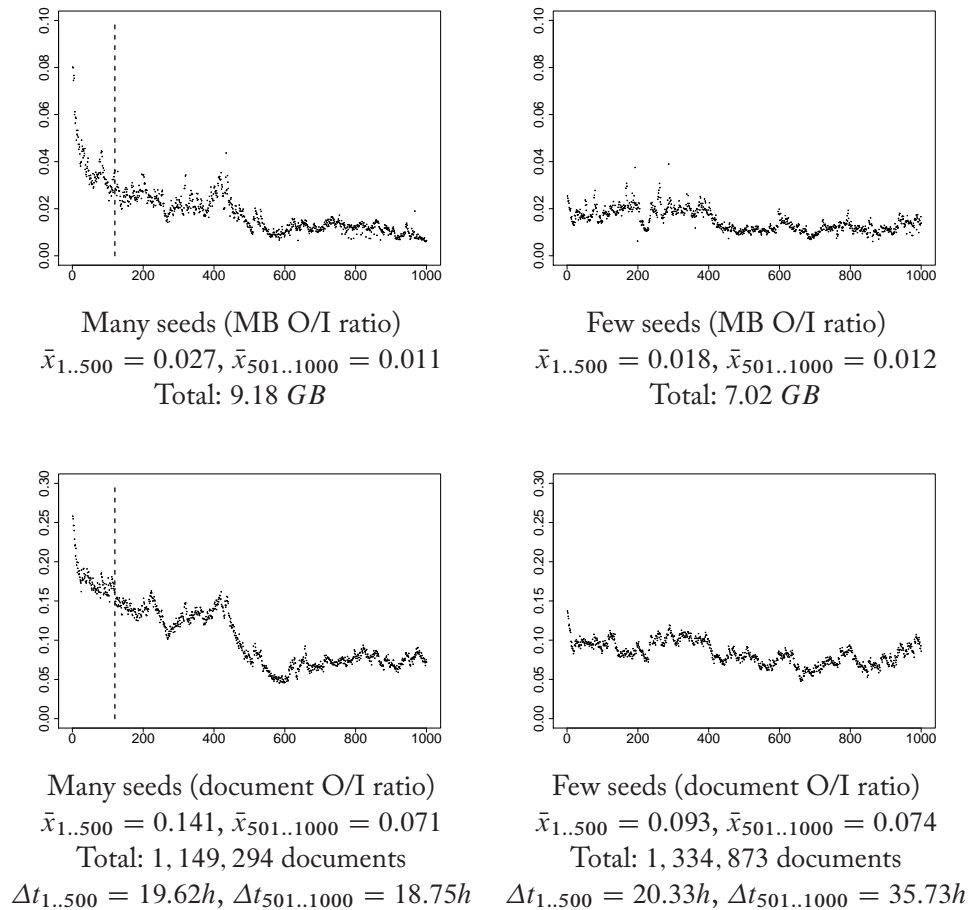 0.10
0.08
0.06
0.04
0.02
0.00
0 200 400 600 800 1000
Many seeds (MB O/I ratio)
x̄₁..₅₀₀ = 0.027, x̄₅₀₁..₁₀₀₀ = 0.011
Total: 9.18 GB
0.10
0.08
0.06
0.04
0.02
0.00
0 200 400 600 800 1000
Few seeds (MB O/I ratio)
x̄₁..₅₀₀ = 0.018, x̄₅₀₁..₁₀₀₀ = 0.012
Total: 7.02 GB
0.30
0.25
0.20
0.15
0.10
0.05
0.00
0 200 400 600 800 1000
Many seeds (document O/I ratio)
x̄₁..₅₀₀ = 0.141, x̄₅₀₁..₁₀₀₀ = 0.071
Total: 1, 149, 294 documents
Δt₁..₅₀₀ = 19.62h, Δt₅₀₁..₁₀₀₀ = 18.75h
0.30
0.25
0.20
0.15
0.10
0.05
0.00
0 200 400 600 800 1000
Few seeds (document O/I ratio)
x̄₁..₅₀₀ = 0.093, x̄₅₀₁..₁₀₀₀ = 0.074
Total: 1, 334, 873 documents
Δt₁..₅₀₀ = 20.33h, Δt₅₀₁..₁₀₀₀ = 35.73h